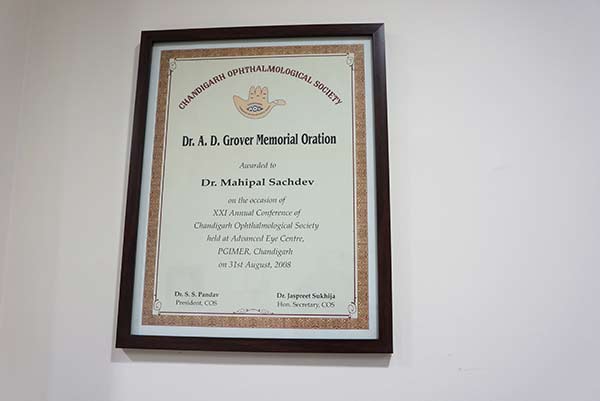 CHANDIGARH OPHTHALMOLOGICAL SOCIETY
Dr. A. D. Grover Memorial Oration
Awarded to
Dr. Mahipal Sachdev
on the occasion of
XXI Annual Conference of
Chandigarh Ophthalmological Society
held at Advanced Eye Centre,
PGIMER, Chandigarh
on 31st August, 2008
Dr. S. S. Pandav
President, COS
Dr. Jaspreet Sukhija
Hon. Secretary, COS